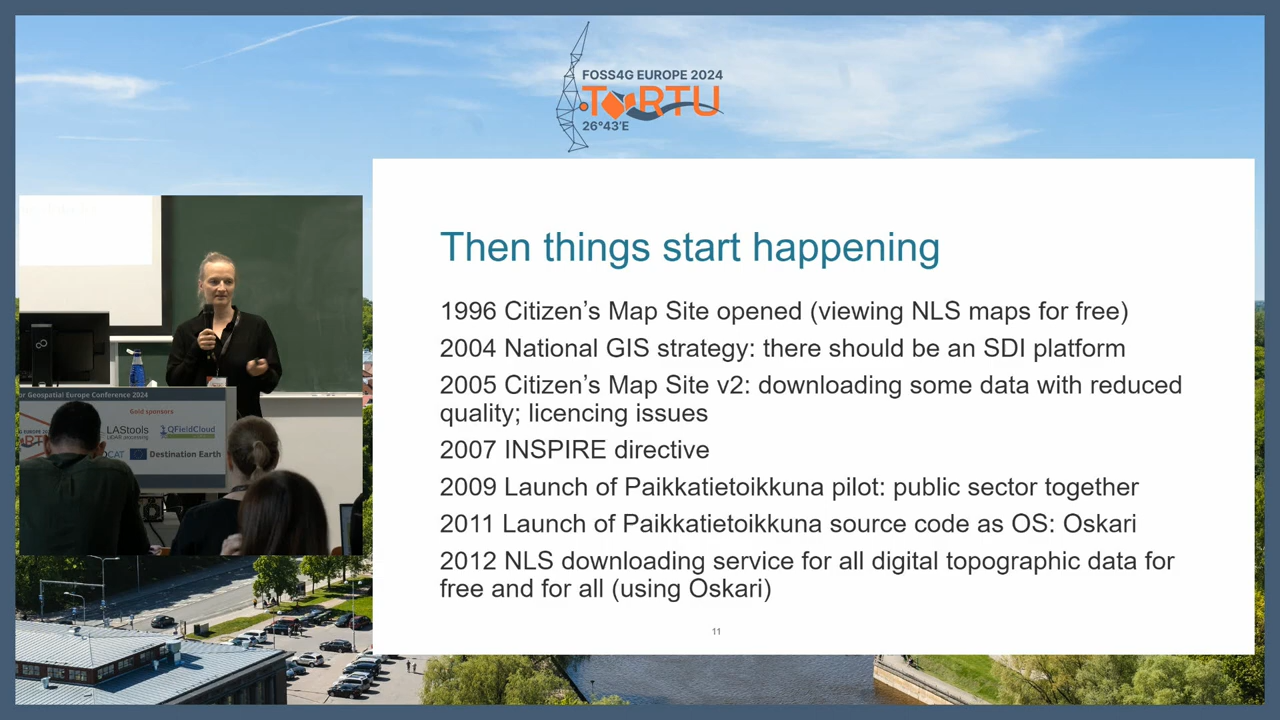 FOSS4G EUROPE 2024
TORTU
26°43'E
Then things start happening
1996 Citizen's Map Site opened (viewing NLS maps for free)
2004 National GIS strategy: there should be an SDI platform
2005 Citizen's Map Site v2: downloading some data with reduced
quality; licencing issues
2007 INSPIRE directive
2009 Launch of Paikkatietoikkuna pilot: public sector together
2011 Launch of Paikkatietoikkuna source code as OS: Oskari
2012 NLS downloading service for all digital topographic data for
free and for all (using Oskari)
11
or Geospatial Europe Conference 2024
Gold sponsors
LAStools
QFieldCloud
CAT
Destination Earth